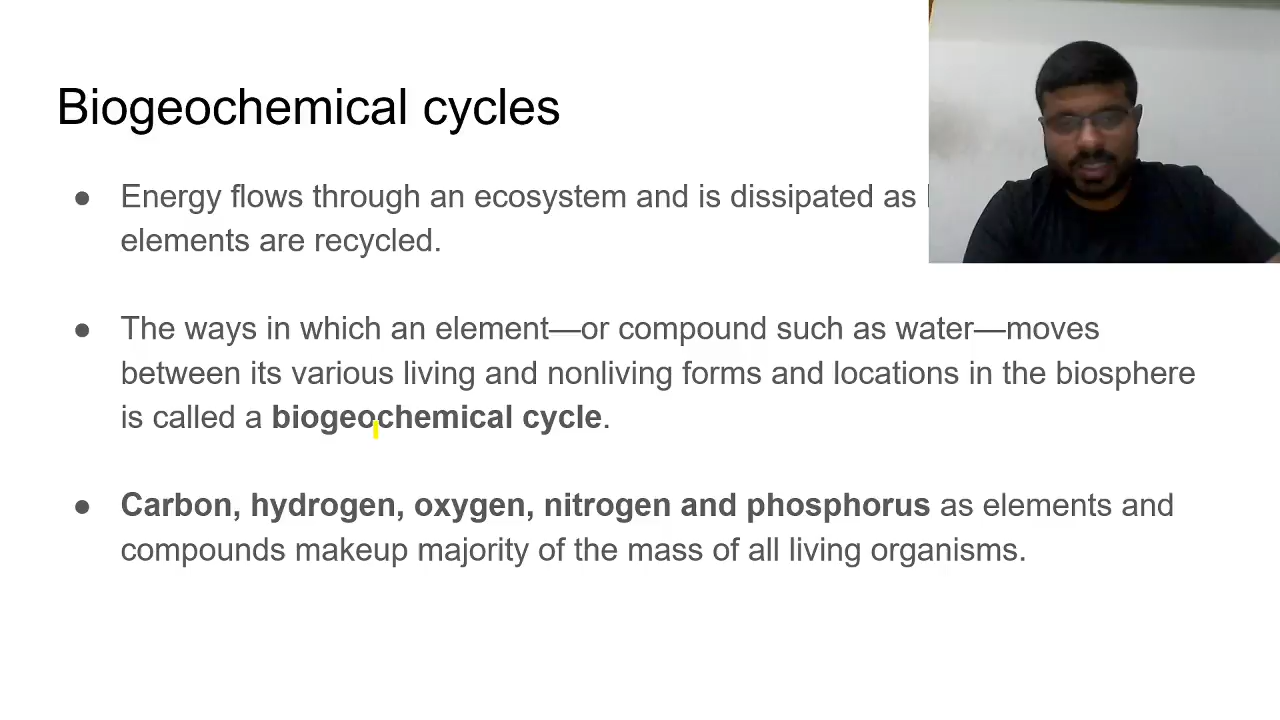 Biogeochemical cycles
● Energy flows through an ecosystem and is dissipated as
elements are recycled.
● The ways in which an element—or compound such as water—moves
between its various living and nonliving forms and locations in the biosphere
is called a biogeochemical cycle.
● Carbon, hydrogen, oxygen, nitrogen and phosphorus as elements and
compounds makeup majority of the mass of all living organisms.